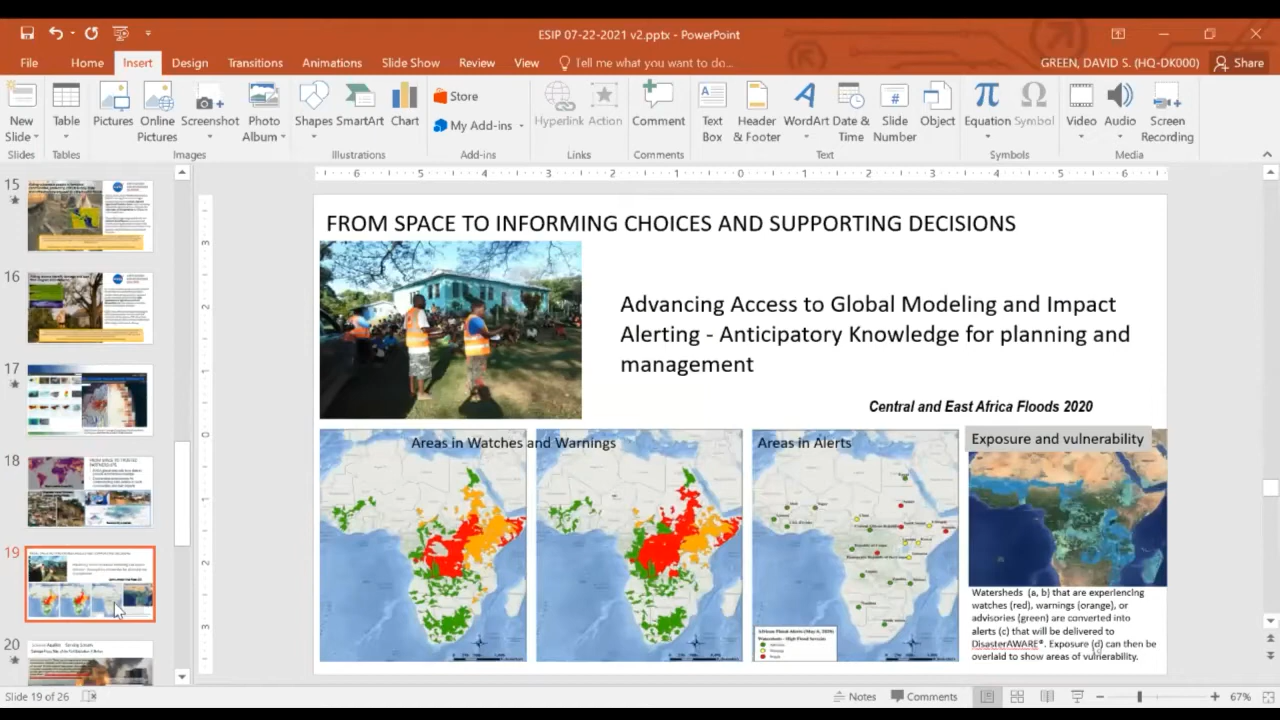 ESIP 07-22-2021 v2.pptx - PowerPoint
File Home Insert Design Transitions Animations Slide Show Review View Tell me what you want to do... GREEN, DAVID S. (HQ-DK000) Share
New Slide
Table
Pictures
Online Pictures
Screenshot
Photo Album
Shapes
SmartArt
Chart
Store
My Add-ins
Hyperlink
Action
Comment
Text Box
Header & Footer
WordArt
Date & Time
Slide Number
Object
Equation
Symbol
Video
Audio
Screen Recording
Slides Tables Images Illustrations Add-ins Links Comments Text Symbols Media
15
16
17
18
19
20
FROM SPACE TO INFORMING CHOICES AND SUPPORTING DECISIONS
Advancing Access to Global Modeling and Impact
Alerting - Anticipatory Knowledge for planning and
management
Central and East Africa Floods 2020
Areas in Watches and Warnings
Areas in Alerts
Exposure and vulnerability
Watersheds (a, b) that are experiencing
watches (red), warnings (orange), or
advisories (green) are converted into
alerts (c) that will be delivered to
DisasterAWARE®. Exposure (d) can then be
overlaid to show areas of vulnerability.
Slide 19 of 26
Notes Comments 67%